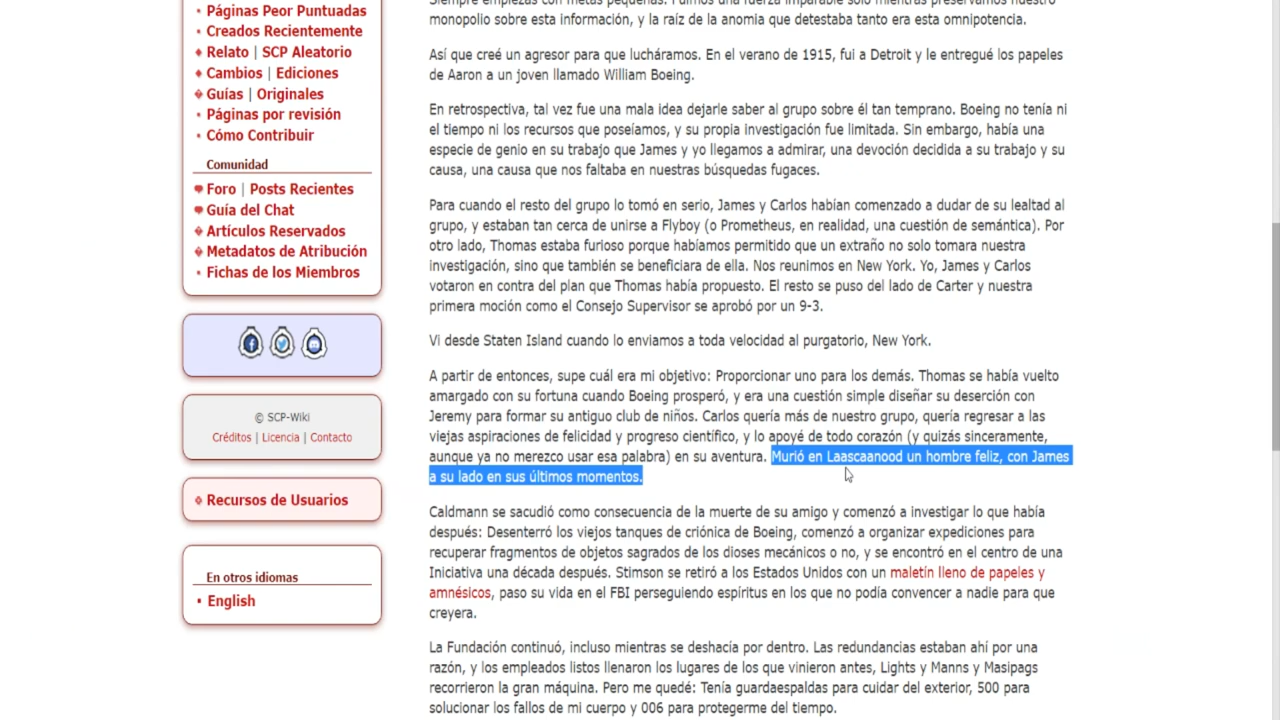 Páginas Peor Puntuadas
Creados Recientemente
Relato | SCP Aleatorio
Cambios | Ediciones
Guías | Originales
Páginas por revisión
Cómo Contribuir
Comunidad
Foro | Posts Recientes
Guía del Chat
Artículos Reservados
Metadatos de Atribución
Fichas de los Miembros
© SCP-Wiki
Créditos | Licencia | Contacto
Recursos de Usuarios
En otros idiomas
English
Siempre empiezas con metas pequeñas. Fuimos una fuerza imparable solo mientras preservamos nuestro
monopolio sobre esta información, y la raíz de la anomia que detestaba tanto era esta omnipotencia.
Así que creé un agresor para que lucháramos. En el verano de 1915, fui a Detroit y le entregué los papeles
de Aaron a un joven llamado William Boeing.
En retrospectiva, tal vez fue una mala idea dejarle saber al grupo sobre él tan temprano. Boeing no tenía ni
el tiempo ni los recursos que poseíamos, y su propia investigación fue limitada. Sin embargo, había una
especie de genio en su trabajo que James y yo llegamos a admirar, una devoción decidida a su trabajo y su
causa, una causa que nos faltaba en nuestras búsquedas fugaces.
Para cuando el resto del grupo lo tomó en serio, James y Carlos habían comenzado a dudar de su lealtad al
grupo, y estaban tan cerca de unirse a Flyboy (o Prometheus, en realidad, una cuestión de semántica). Por
otro lado, Thomas estaba furioso porque habíamos permitido que un extraño no solo tomara nuestra
investigación, sino que también se beneficiara de ella. Nos reunimos en New York. Yo, James y Carlos
votaron en contra del plan que Thomas había propuesto. El resto se puso del lado de Carter y nuestra
primera moción como el Consejo Supervisor se aprobó por un 9-3.
Vi desde Staten Island cuando lo enviamos a toda velocidad al purgatorio, New York.
A partir de entonces, supe cuál era mi objetivo: Proporcionar uno para los demás. Thomas se había vuelto
amargado con su fortuna cuando Boeing prosperó, y era una cuestión simple diseñar su deserción con
Jeremy para formar su antiguo club de niños. Carlos quería más de nuestro grupo, quería regresar a las
viejas aspiraciones de felicidad y progreso científico, y lo apoyé de todo corazón (y quizás sinceramente,
aunque ya no merezco usar esa palabra) en su aventura. Murió en Laascaanood un hombre feliz, con James
a su lado en sus últimos momentos.
Caldmann se sacudió como consecuencia de la muerte de su amigo y comenzó a investigar lo que había
después: Desenterró los viejos tanques de criónica de Boeing, comenzó a organizar expediciones para
recuperar fragmentos de objetos sagrados de los dioses mecánicos o no, y se encontró en el centro de una
Iniciativa una década después. Stimson se retiró a los Estados Unidos con un maletín lleno de papeles y
amnésicos, paso su vida en el FBI perseguiendo espíritus en los que no podía convencer a nadie para que
creyera.
La Fundación continuó, incluso mientras se deshacía por dentro. Las redundancias estaban ahí por una
razón, y los empleados listos llenaron los lugares de los que vinieron antes, Lights y Manns y Masipags
recorrieron la gran máquina. Pero me quedé: Tenía guardaespaldas para cuidar del exterior, 500 para
solucionar los fallos de mi cuerpo y 006 para protegerme del tiempo.